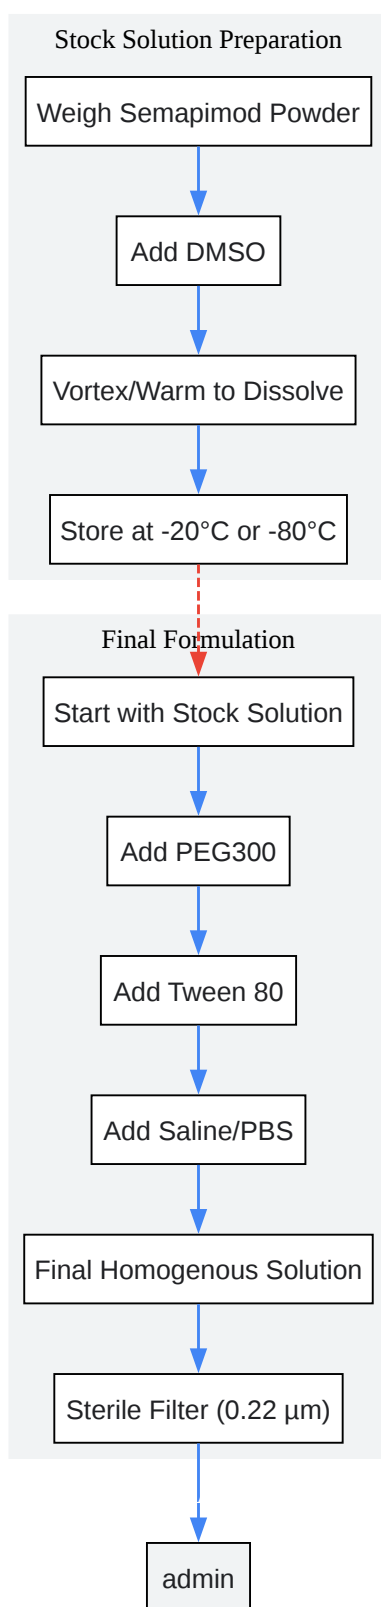 Stock Solution Preparation
Weigh Semapimod Powder
Add DMSO
Vortex/Warm to Dissolve
Store at -20°C or -80°C
Final Formulation
Start with Stock Solution
Add PEG300
Add Tween 80
Add Saline/PBS
Final Homogenous Solution
Sterile Filter (0.22 µm)
admin